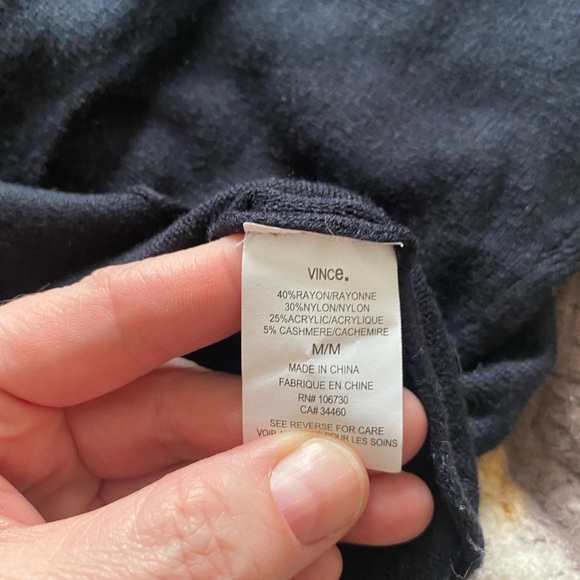 VINCE.
40%RAYON/RAYONNE
30%NYLON/NYLON
25%ACRYLIC/ACRYLIQUE
5% CASHMERE/CACHEMIRE
M/M
MADE IN CHINA
FABRIQUE EN CHINE
RN# 106730
CA# 34460
SEE REVERSE FOR CARE
VOIR POUR LES SOINS